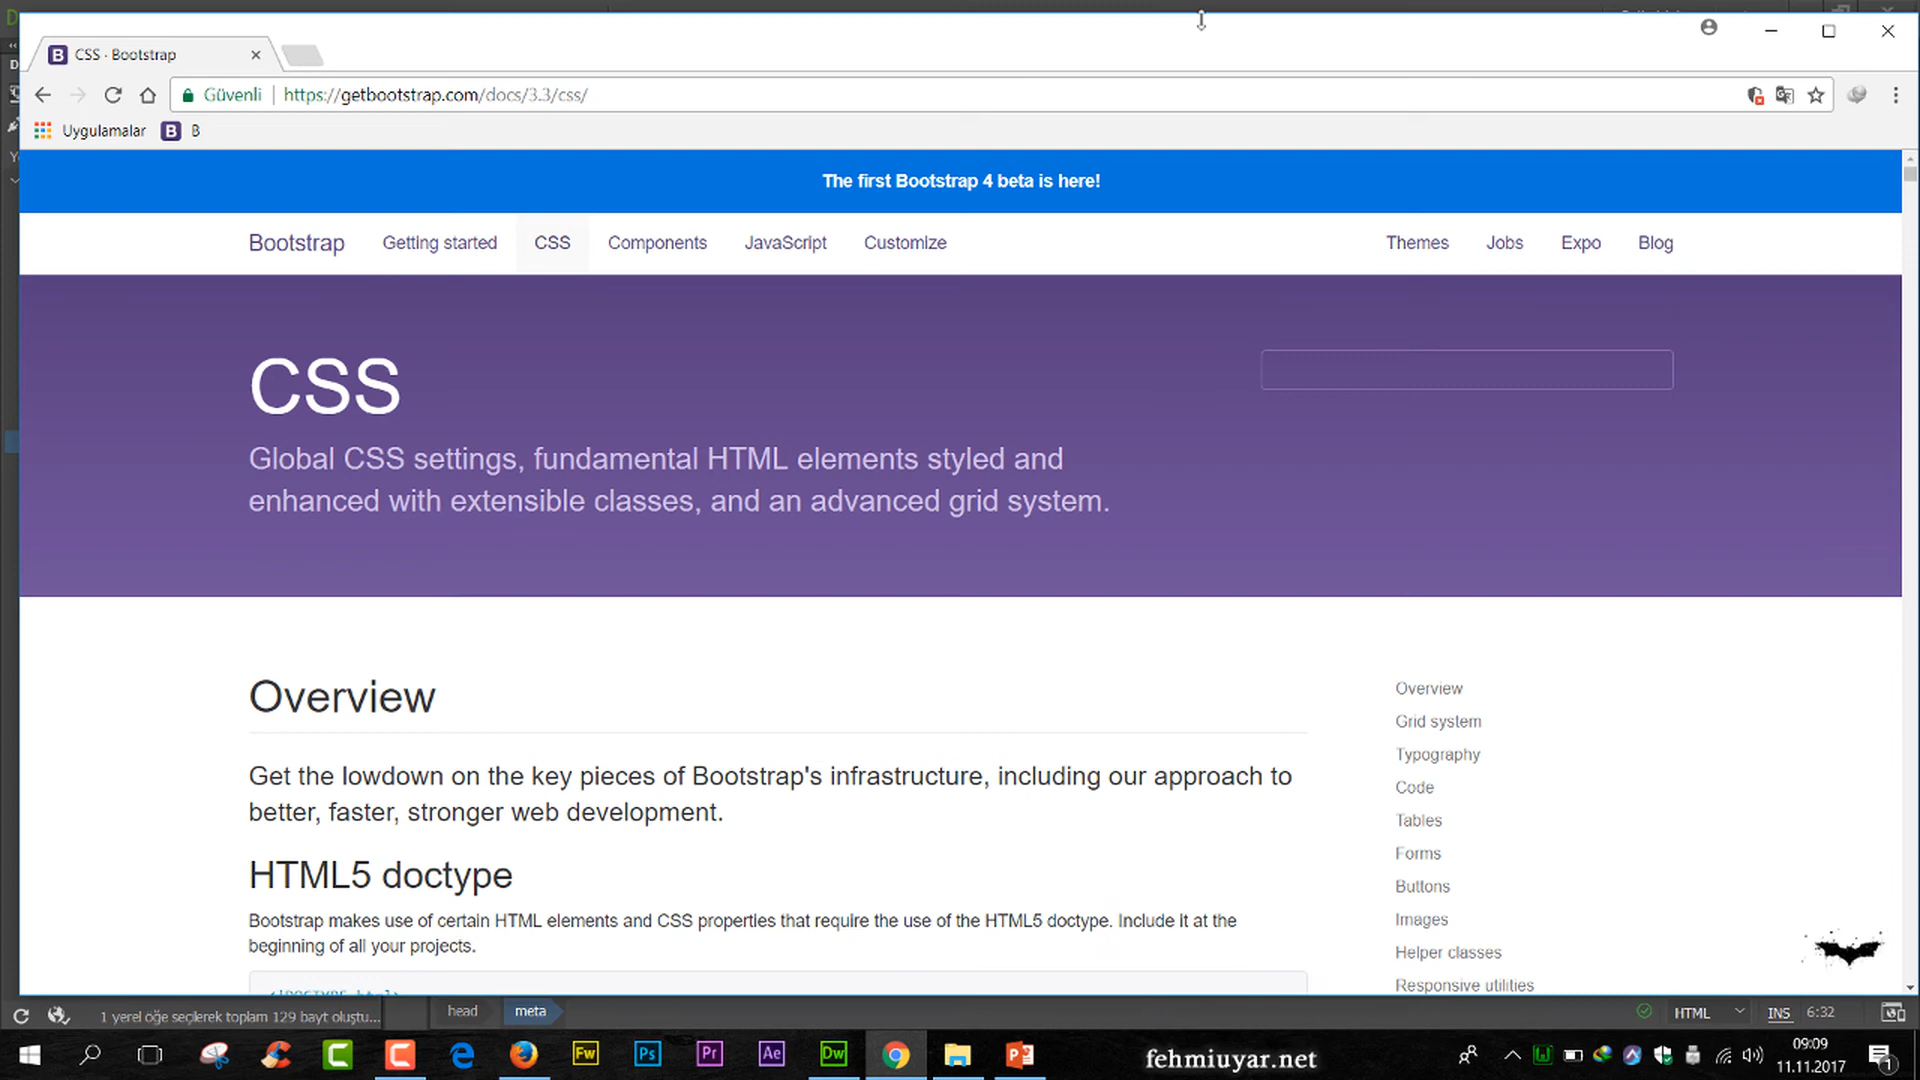 CSS · Bootstrap
Güvenli
https://getbootstrap.com/docs/3.3/css/
Uygulamalar
B
B
The first Bootstrap 4 beta is here!
Bootstrap
Getting started
CSS
Components
JavaScript
Customize
Themes
Jobs
Expo
Blog
CSS
Global CSS settings, fundamental HTML elements styled and
enhanced with extensible classes, and an advanced grid system.
Overview
Get the lowdown on the key pieces of Bootstrap's infrastructure, including our approach to
better, faster, stronger web development.
HTML5 doctype
Bootstrap makes use of certain HTML elements and CSS properties that require the use of the HTML5 doctype. Include it at the
beginning of all your projects.
Overview
Grid system
Typography
Code
Tables
Forms
Buttons
Images
Helper classes
Responsive utilities
1 yerel öğe seçilerek toplam 129 bayt oluştu...
head
meta
HTML
INS
6:32
Fw
Ps
Pr
Ae
Dw
fehmiuyar.net
09:09
11.11.2017
1